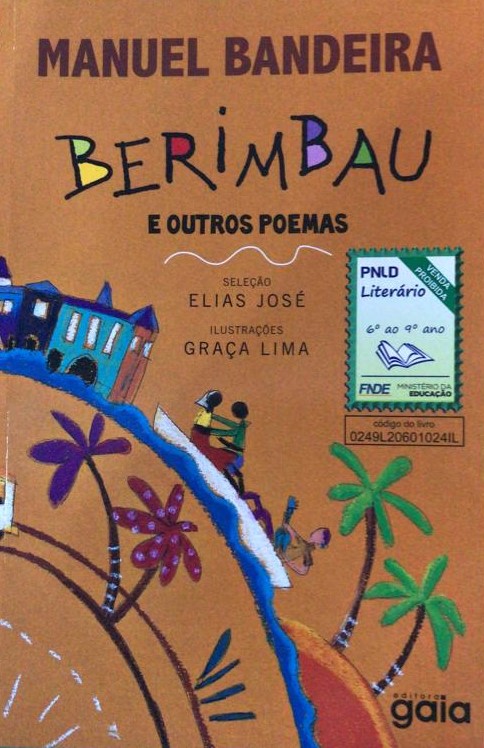 MANUEL BANDEIRA
BERIMBAU
E OUTROS POEMAS
SELEÇÃO
ELIAS JOSÉ
ILUSTRAÇÕES
GRAÇA LIMA
PNLD
Literário
VENDA
PROIBIDA
6º ao 9º ano
FNDE
MINISTÉRIO DA
EDUCAÇÃO
código do livro
0249L20601024IL
editora
gaia